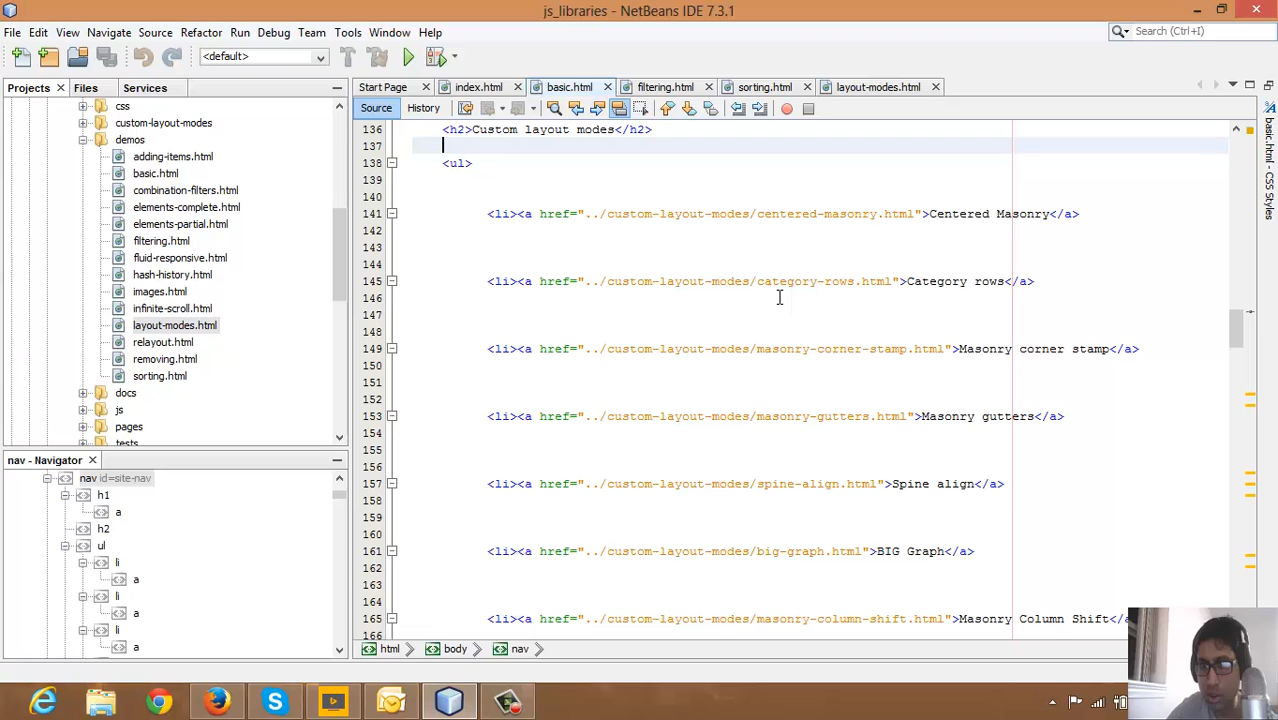 js_libraries - NetBeans IDE 7.3.1
File Edit View Navigate Source Refactor Run Debug Team Tools Window Help
Search (Ctrl+I)
<default>
Projects Files Services
Start Page index.html basic.html filtering.html sorting.html layout-modes.html
Source History
css
custom-layout-modes
demos
adding-items.html
basic.html
combination-filters.html
elements-complete.html
elements-partial.html
filtering.html
fluid-responsive.html
hash-history.html
images.html
infinite-scroll.html
layout-modes.html
relayout.html
removing.html
sorting.html
docs
js
pages
tests
nav - Navigator
nav id=site-nav
h1
a
h2
ul
li
a
li
a
li
a
136 <h2>Custom layout modes</h2>
137
138 <ul>
139
140
141 <li><a href="../custom-layout-modes/centered-masonry.html">Centered Masonry</a>
142
143
144
145 <li><a href="../custom-layout-modes/category-rows.html">Category rows</a>
146
147
148
149 <li><a href="../custom-layout-modes/masonry-corner-stamp.html">Masonry corner stamp</a>
150
151
152
153 <li><a href="../custom-layout-modes/masonry-gutters.html">Masonry gutters</a>
154
155
156
157 <li><a href="../custom-layout-modes/spine-align.html">Spine align</a>
158
159
160
161 <li><a href="../custom-layout-modes/big-graph.html">BIG Graph</a>
162
163
164
165 <li><a href="../custom-layout-modes/masonry-column-shift.html">Masonry Column Shift</a
166
html body nav
basic.html - CSS Styles